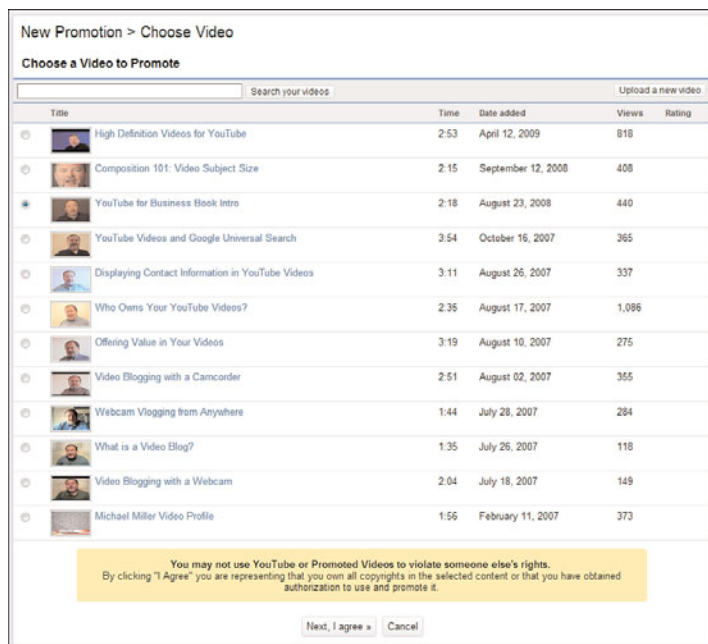 New Promotion > Choose Video
Choose a Video to Promote
Search your videos
Upload a new video
Title Time Date added Views Rating
High Definition Videos for YouTube 2:53 April 12, 2009 818
Composition 101: Video Subject Size 2:15 September 12, 2008 408
YouTube for Business Book Intro 2:18 August 23, 2008 440
YouTube Videos and Google Universal Search 3:54 October 16, 2007 365
Displaying Contact Information in YouTube Videos 3:11 August 26, 2007 337
Who Owns Your YouTube Videos? 2:35 August 17, 2007 1,086
Offering Value in Your Videos 3:19 August 10, 2007 275
Video Blogging with a Camcorder 2:51 August 02, 2007 355
Webcam Vlogging from Anywhere 1:44 July 28, 2007 284
What is a Video Blog? 1:35 July 26, 2007 118
Video Blogging with a Webcam 2:04 July 18, 2007 149
Michael Miller Video Profile 1:56 February 11, 2007 373
You may not use YouTube or Promoted Videos to violate someone else's rights.
By clicking "I Agree" you are representing that you own all copyrights in the selected content or that you have obtained
authorization to use and promote it.
Next, I agree » Cancel